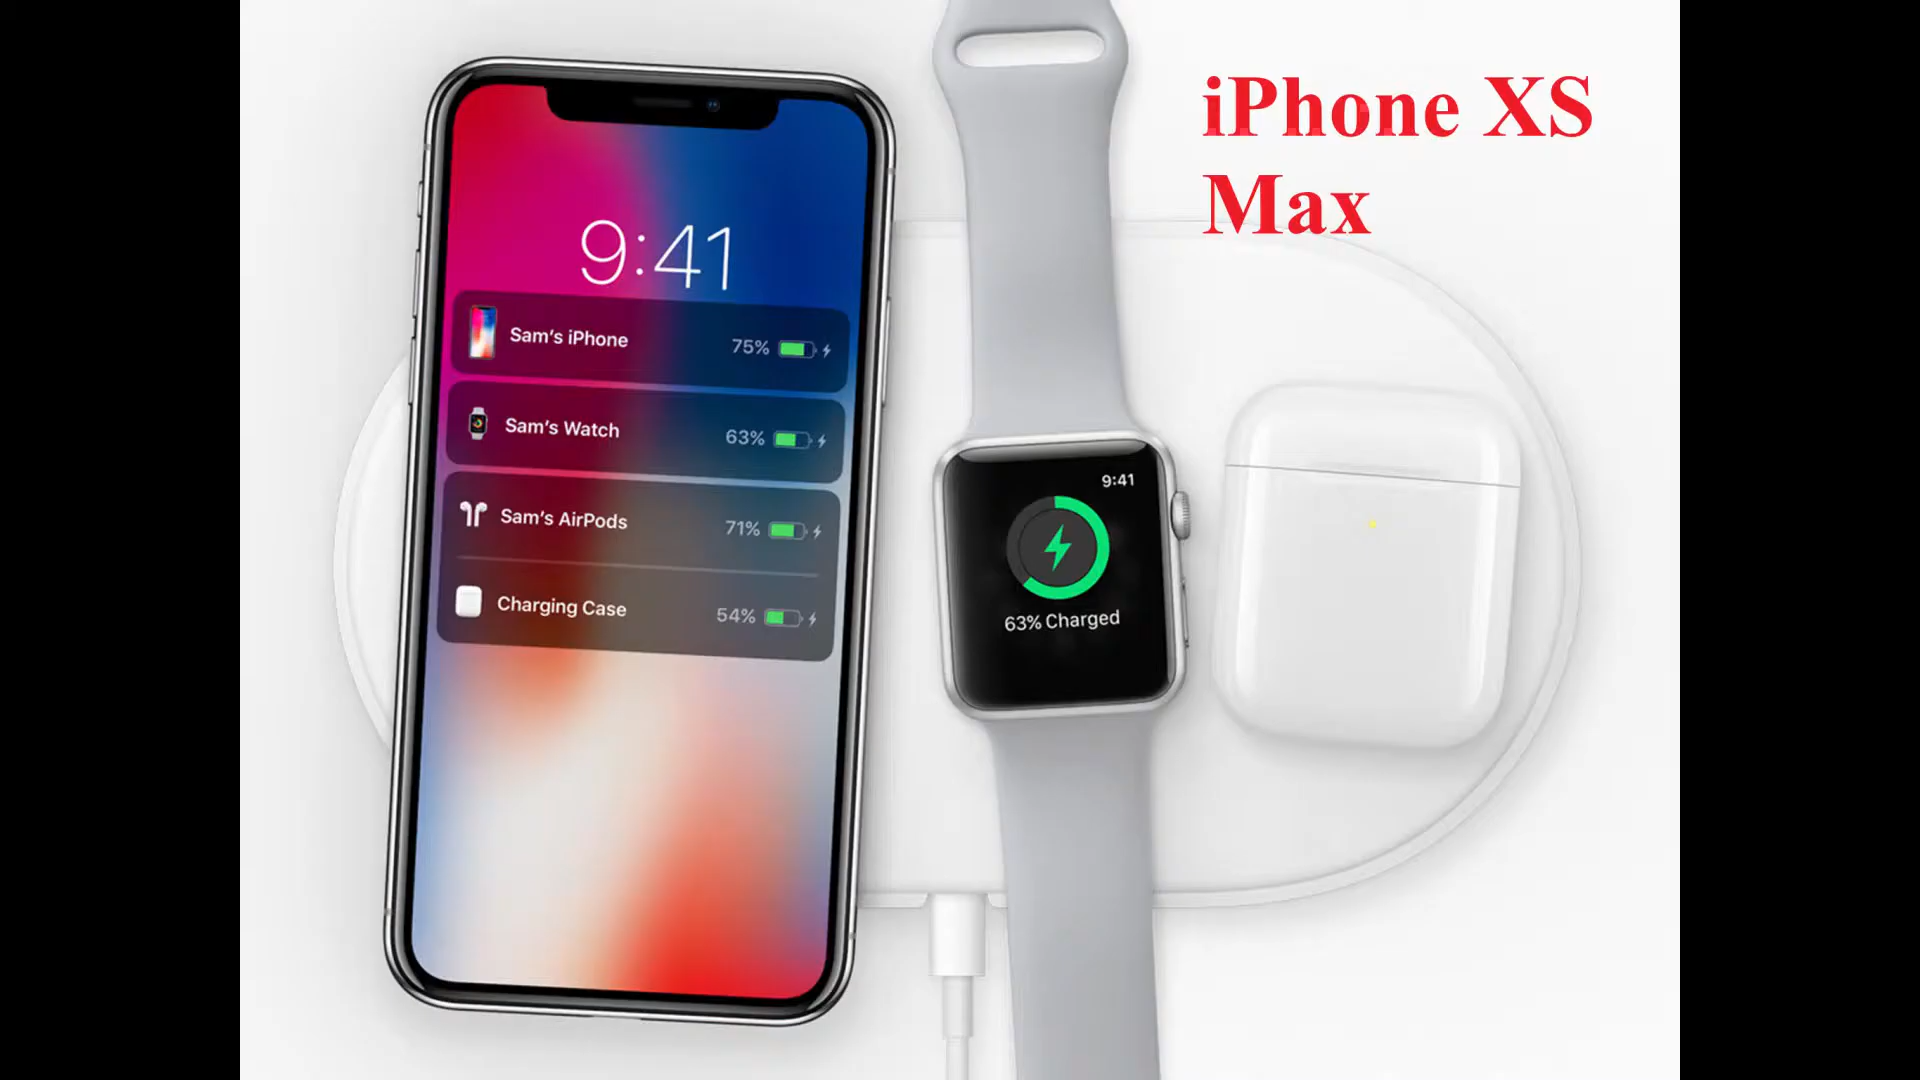 iPhone XS
Max
9:41
Sam's iPhone 75%
Sam's Watch 63%
Sam's AirPods 71%
Charging Case 54%
9:41
63% Charged